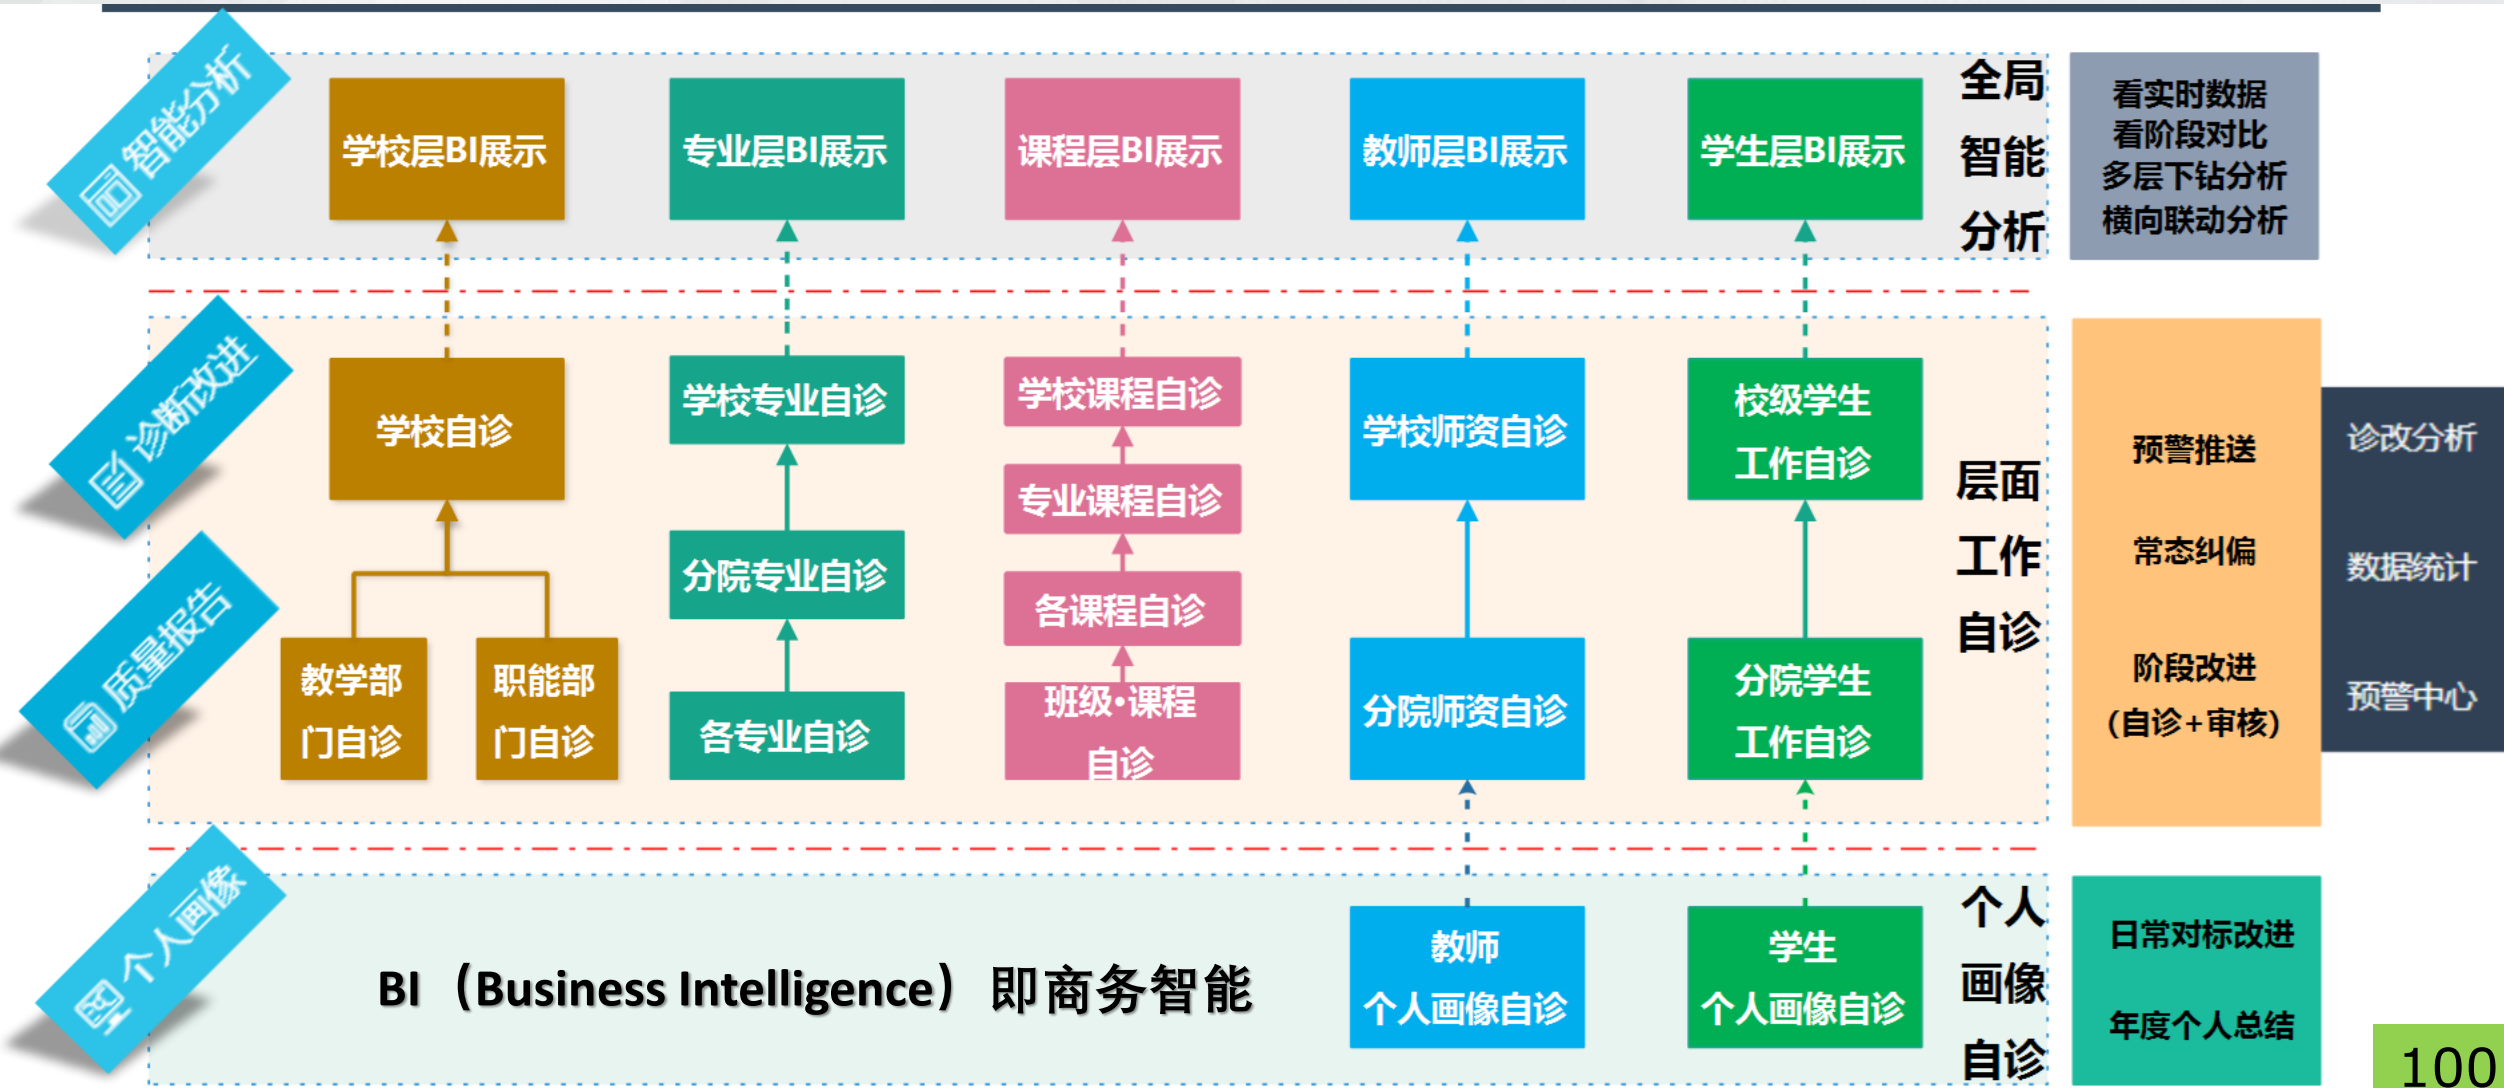 智能分析
学校层BI展示
专业层BI展示
课程层BI展示
教师层BI展示
学生层BI展示
全局
智能
分析
看实时数据
看阶段对比
多层下钻分析
横向联动分析
诊断改进
质量报告
学校自诊
教学部
门自诊
职能部
门自诊
学校专业自诊
分院专业自诊
各专业自诊
学校课程自诊
专业课程自诊
各课程自诊
班级·课程
自诊
学校师资自诊
分院师资自诊
校级学生
工作自诊
分院学生
工作自诊
层面
工作
自诊
预警推送
常态纠偏
阶段改进
(自诊+审核)
诊改分析
数据统计
预警中心
个人画像
BI（Business Intelligence）即商务智能
教师
个人画像自诊
学生
个人画像自诊
个人
画像
自诊
日常对标改进
年度个人总结
100